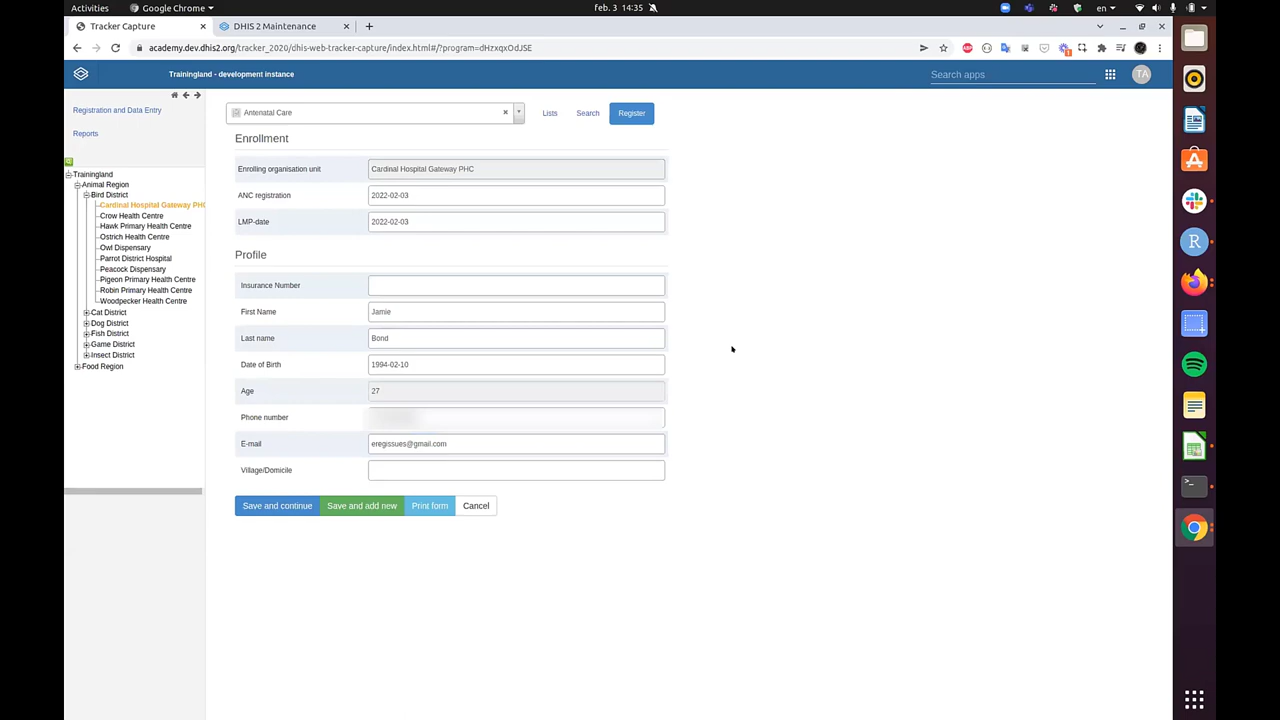 Activities
Google Chrome
feb. 3 14:35
en
Tracker Capture
DHIS 2 Maintenance
academy.dev.dhis2.org/tracker_2020/dhis-web-tracker-capture/index.html#/?program=dHzxqxOdJSE
Trainingland - development instance
Search apps
TA
Registration and Data Entry
Reports
Trainingland
Animal Region
Bird District
Cardinal Hospital Gateway PHC
Crow Health Centre
Hawk Primary Health Centre
Ostrich Health Centre
Owl Dispensary
Parrot District Hospital
Peacock Dispensary
Pigeon Primary Health Centre
Robin Primary Health Centre
Woodpecker Health Centre
Cat District
Dog District
Fish District
Game District
Insect District
Food Region
Antenatal Care
Lists
Search
Register
Enrollment
Enrolling organisation unit Cardinal Hospital Gateway PHC
ANC registration 2022-02-03
LMP-date 2022-02-03
Profile
Insurance Number
First Name Jamie
Last name Bond
Date of Birth 1994-02-10
Age 27
Phone number
E-mail eregissues@gmail.com
Village/Domicile
Save and continue
Save and add new
Print form
Cancel